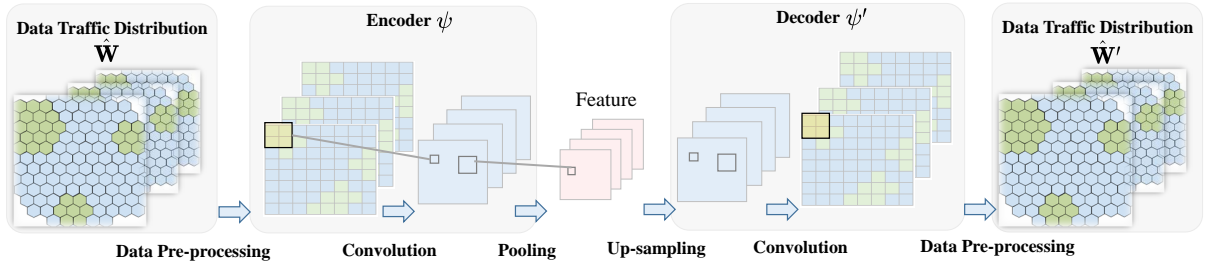 Data Traffic Distribution
Ŵ
Encoder ψ
Feature
Decoder ψ′
Data Traffic Distribution
Ŵ′
Data Pre-processing
Convolution
Pooling
Up-sampling
Convolution
Data Pre-processing